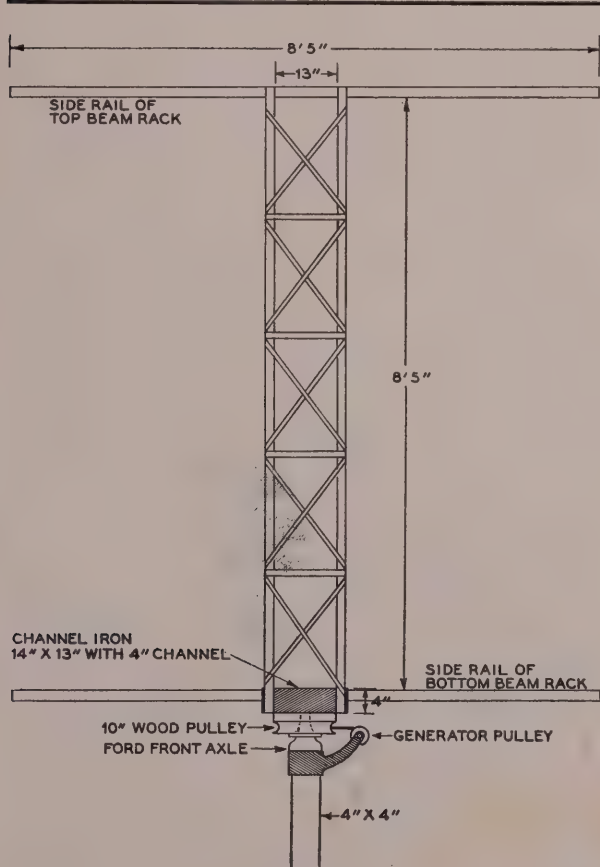 8'5"
13"
SIDE RAIL OF
TOP BEAM RACK
8'5"
CHANNEL IRON
14" X 13" WITH 4" CHANNEL
SIDE RAIL OF
BOTTOM BEAM RACK
4"
10" WOOD PULLEY
GENERATOR PULLEY
FORD FRONT AXLE
4" X 4"